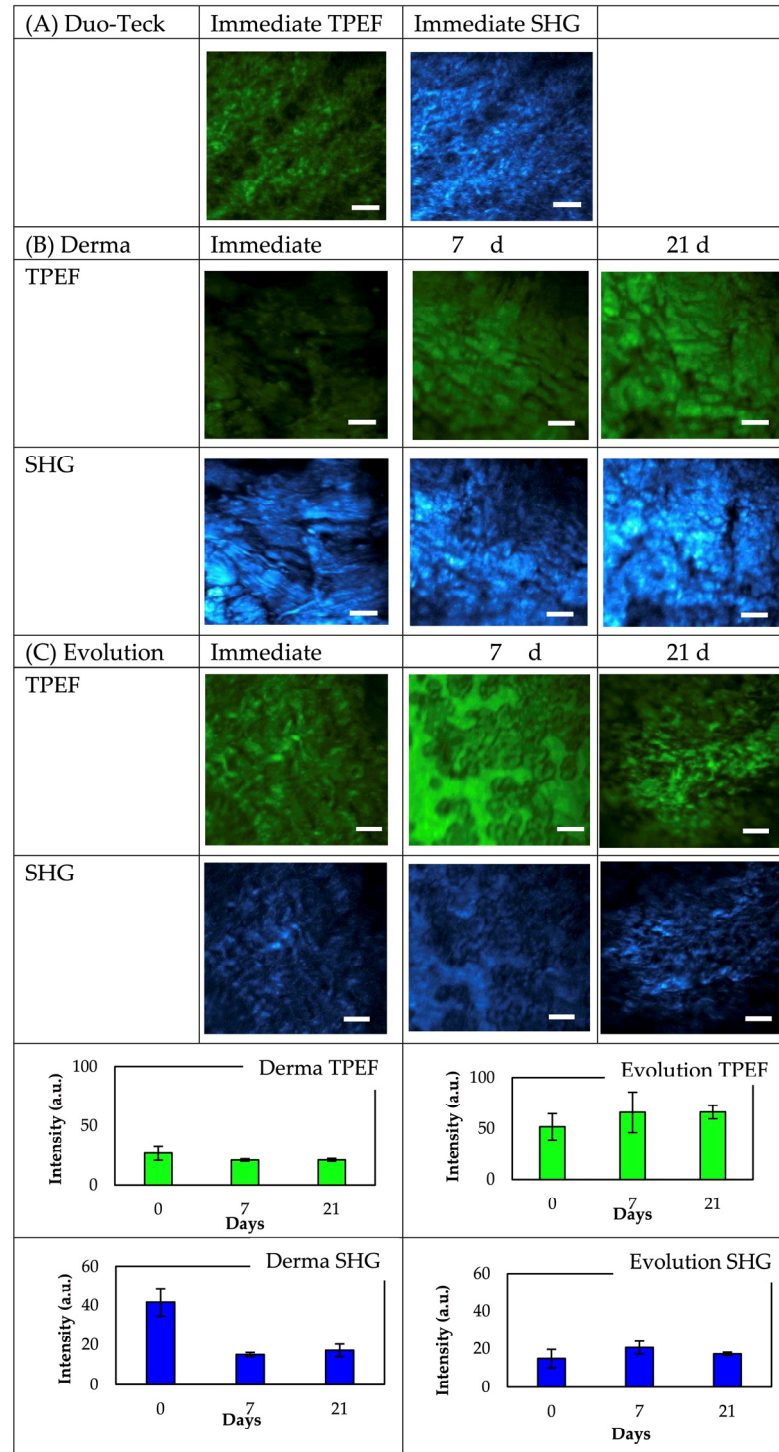 (A) Duo-Teck Immediate TPEF Immediate SHG
(B) Derma Immediate 7 d 21 d
TPEF
SHG
(C) Evolution Immediate 7 d 21 d
TPEF
SHG
Derma TPEF
Intensity (a.u.)
100
50
0
0 7 21
Days
Evolution TPEF
Intensity (a.u.)
100
50
0
0 7 21
Days
Derma SHG
Intensity (a.u.)
60
40
20
0
0 7 21
Days
Evolution SHG
Intensity (a.u.)
60
40
20
0
0 7 21
Days